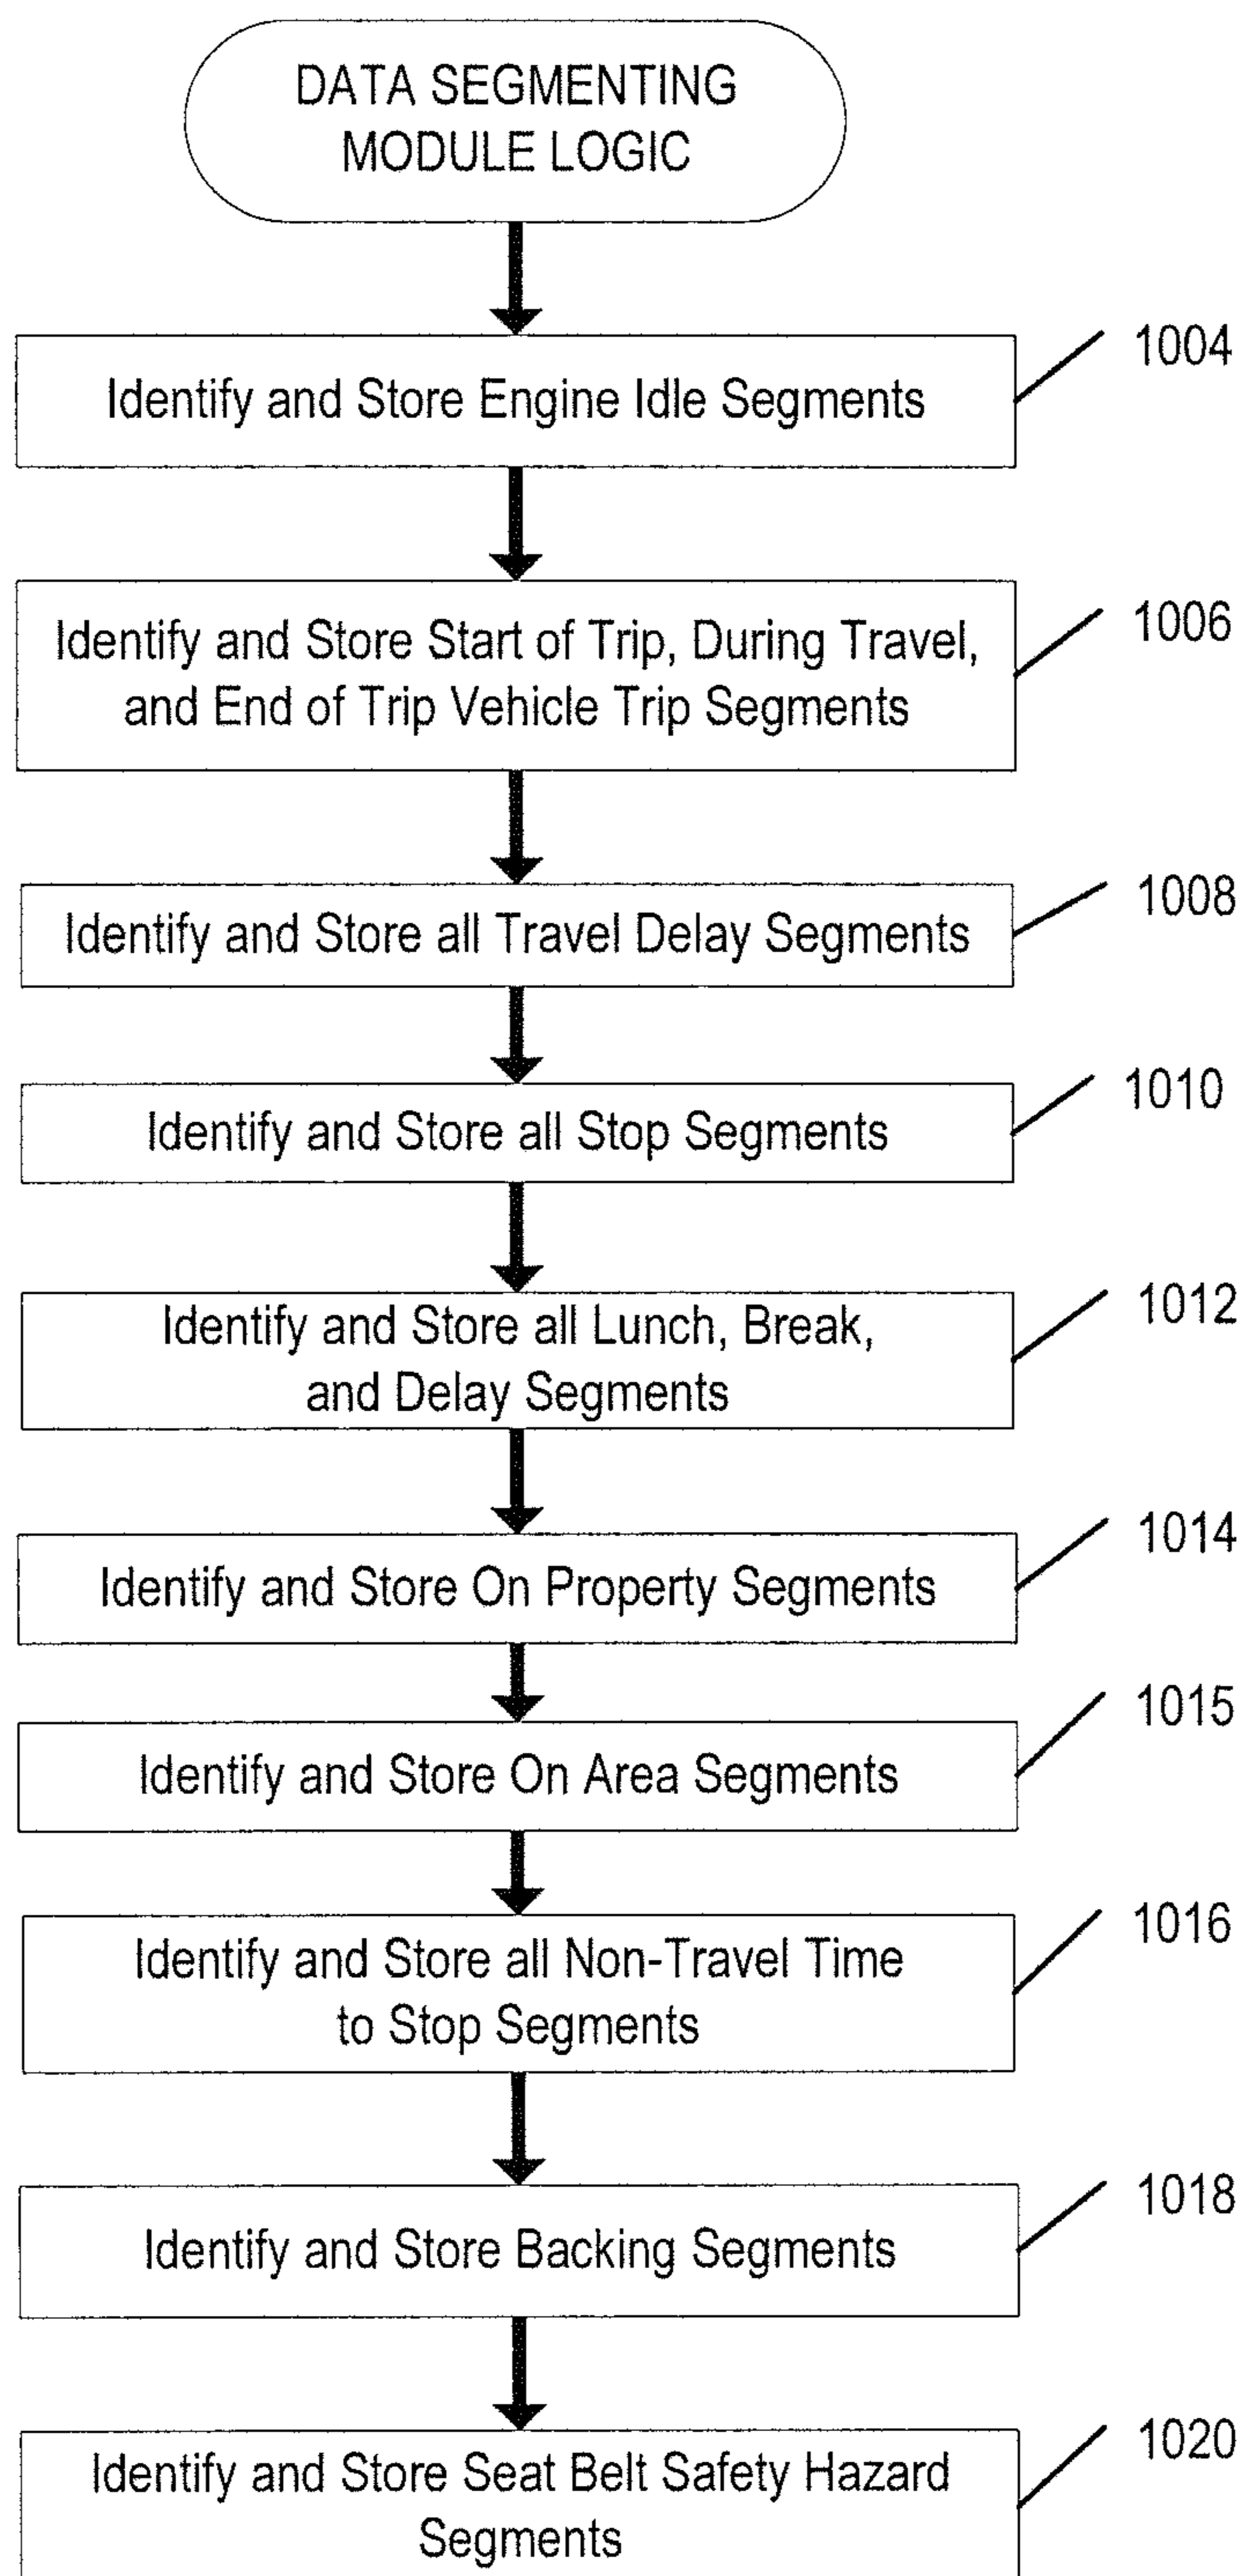 DATA SEGMENTING
MODULE LOGIC
1004
Identify and Store Engine Idle Segments
1006
Identify and Store Start of Trip, During Travel,
and End of Trip Vehicle Trip Segments
1008
Identify and Store all Travel Delay Segments
1010
Identify and Store all Stop Segments
1012
Identify and Store all Lunch, Break,
and Delay Segments
1014
Identify and Store On Property Segments
1015
Identify and Store On Area Segments
1016
Identify and Store all Non-Travel Time
to Stop Segments
1018
Identify and Store Backing Segments
1020
Identify and Store Seat Belt Safety Hazard
Segments